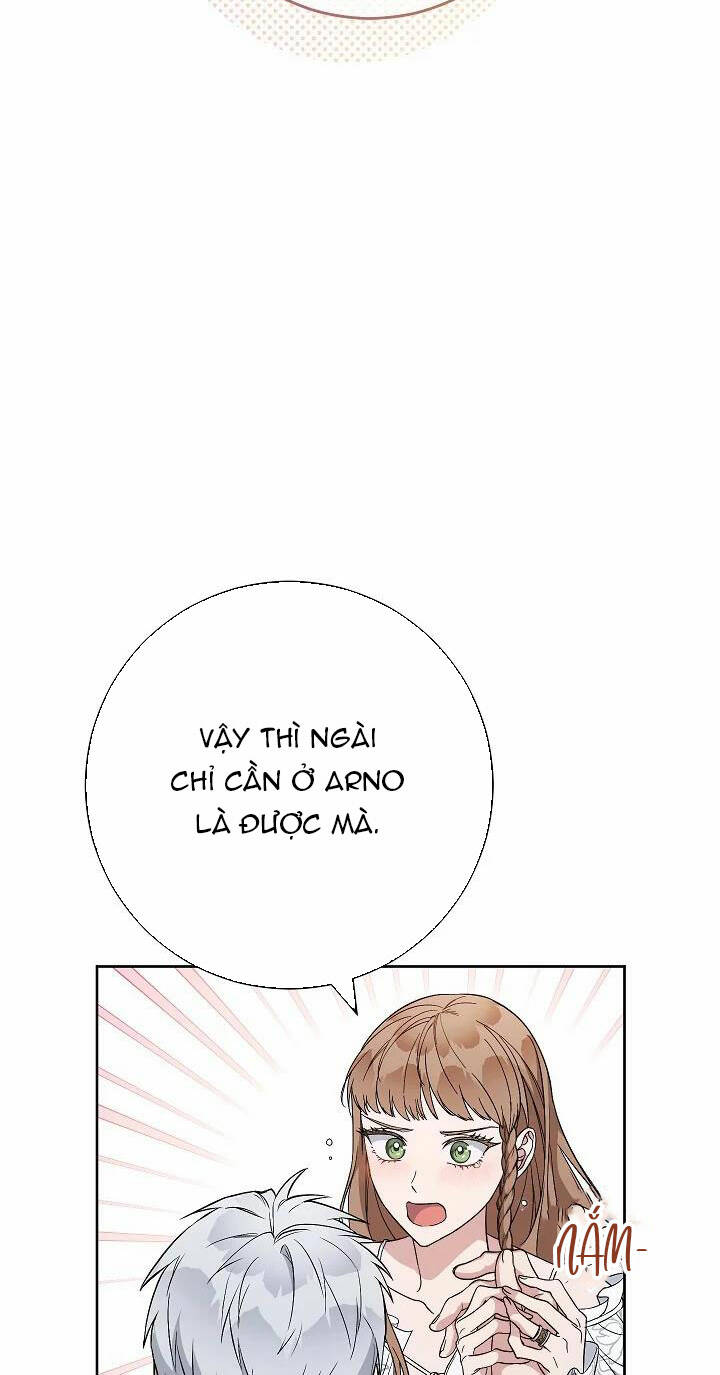 VẬY THÌ NGÀI
CHỈ CẦN Ở ARNO
LÀ ĐƯỢC MÀ.
NẮM-